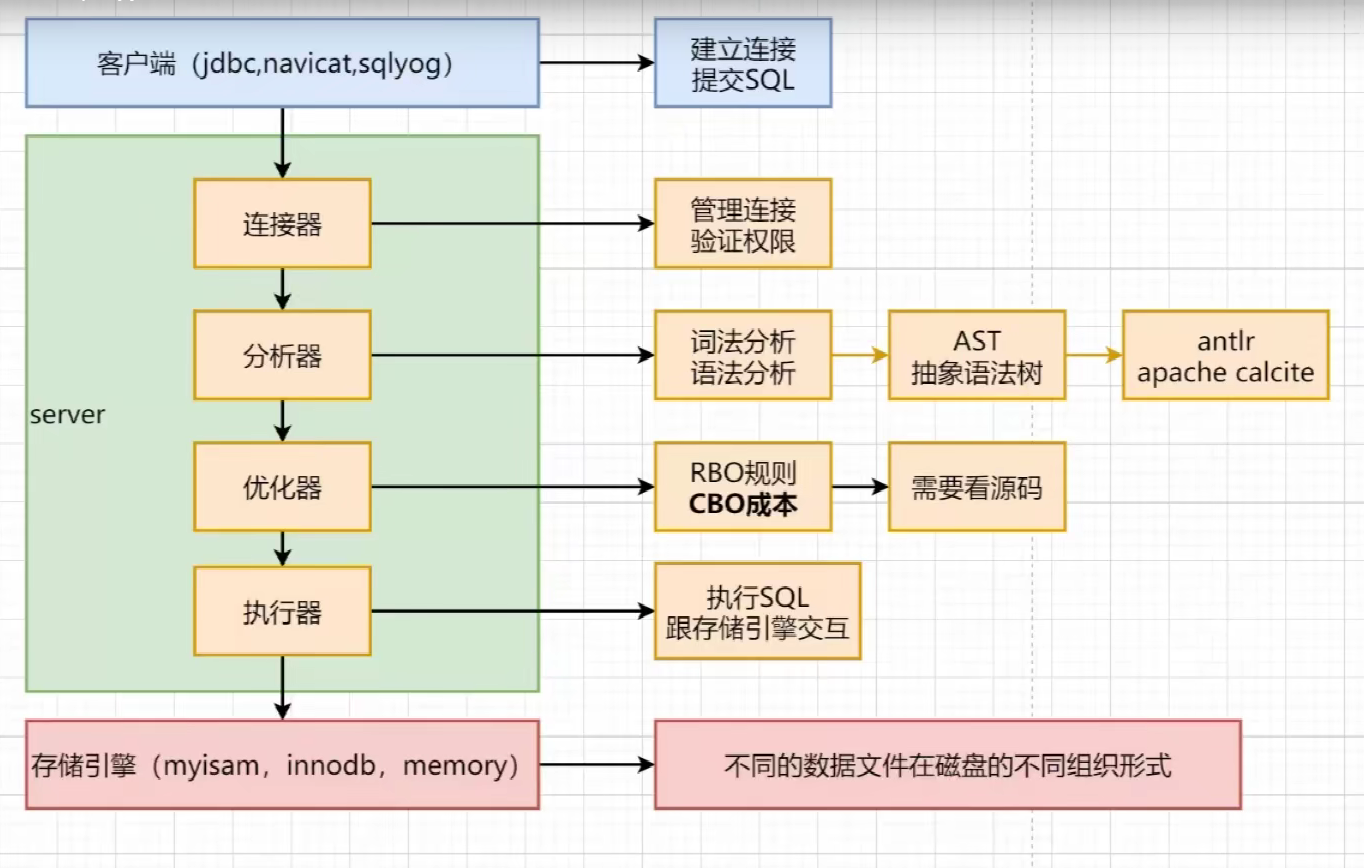 客户端（jdbc,navicat,sqlyog）
建立连接
提交SQL
连接器
管理连接
验证权限
分析器
词法分析
语法分析
AST
抽象语法树
antlr
apache calcite
server
优化器
RBO规则
CBO成本
需要看源码
执行器
执行SQL
跟存储引擎交互
存储引擎（myisam，innodb，memory）
不同的数据文件在磁盘的不同组织形式